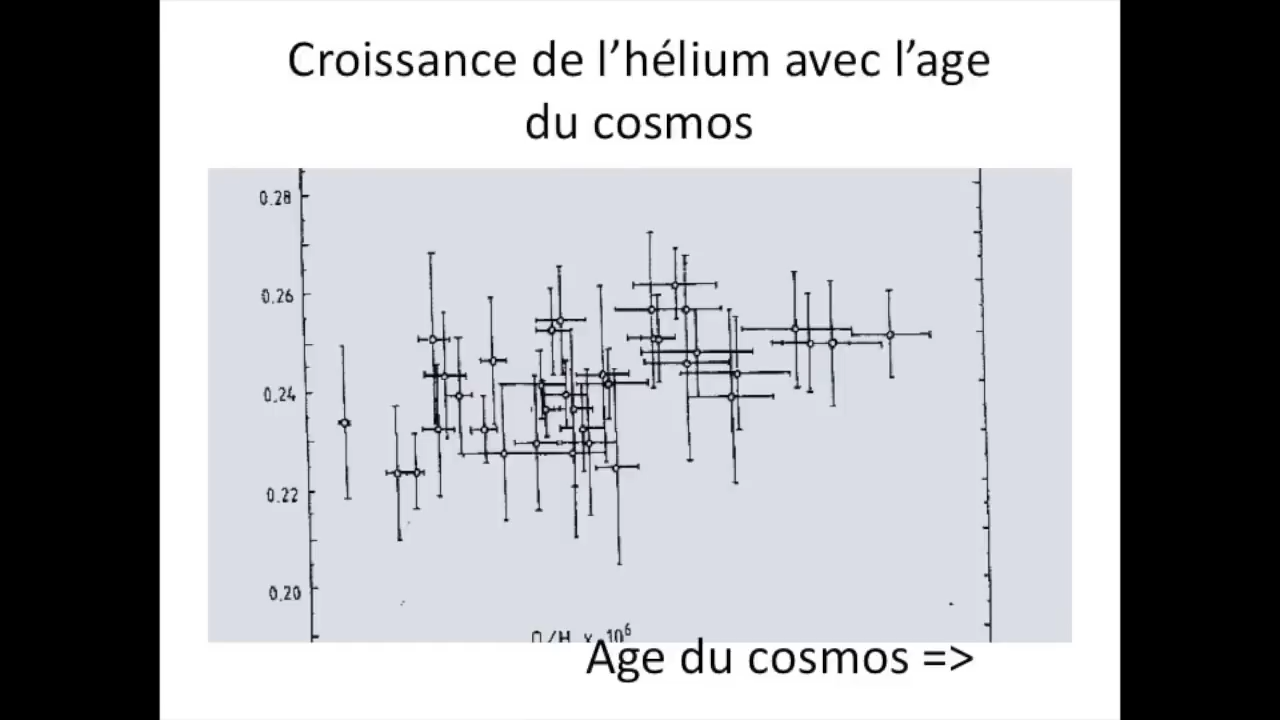 Croissance de l’hélium avec l’age
du cosmos
0.28
0.26
0.24
0.22
0.20
O/H x 10⁶
Age du cosmos =>